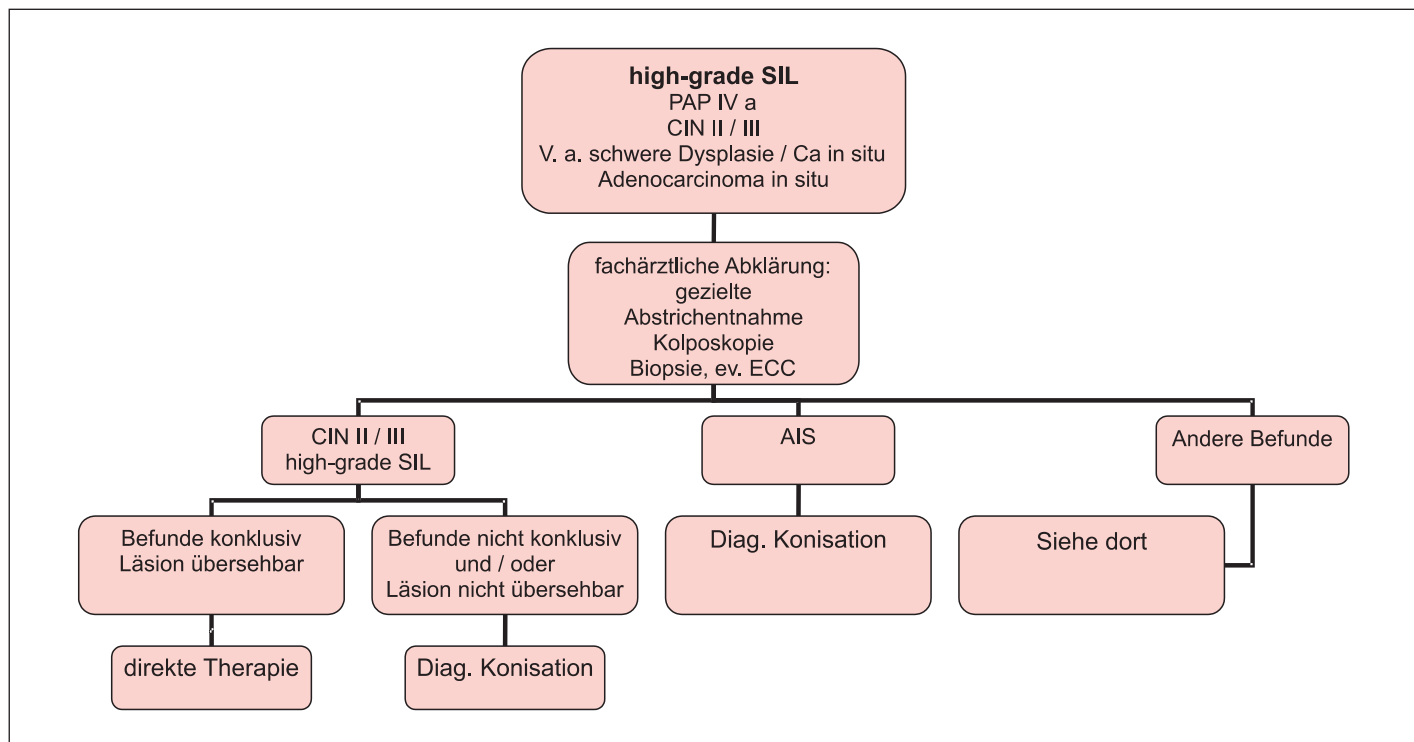 high-grade SIL
PAP IV a
CIN II / III
V. a. schwere Dysplasie / Ca in situ
Adenocarcinoma in situ
fachärztliche Abklärung:
gezielte
Abstrichentnahme
Kolposkopie
Biopsie, ev. ECC
CIN II / III
high-grade SIL
AIS
Andere Befunde
Befunde konklusiv
Läsion übersehbar
Befunde nicht konklusiv
und / oder
Läsion nicht übersehbar
Diag. Konisation
Siehe dort
direkte Therapie
Diag. Konisation